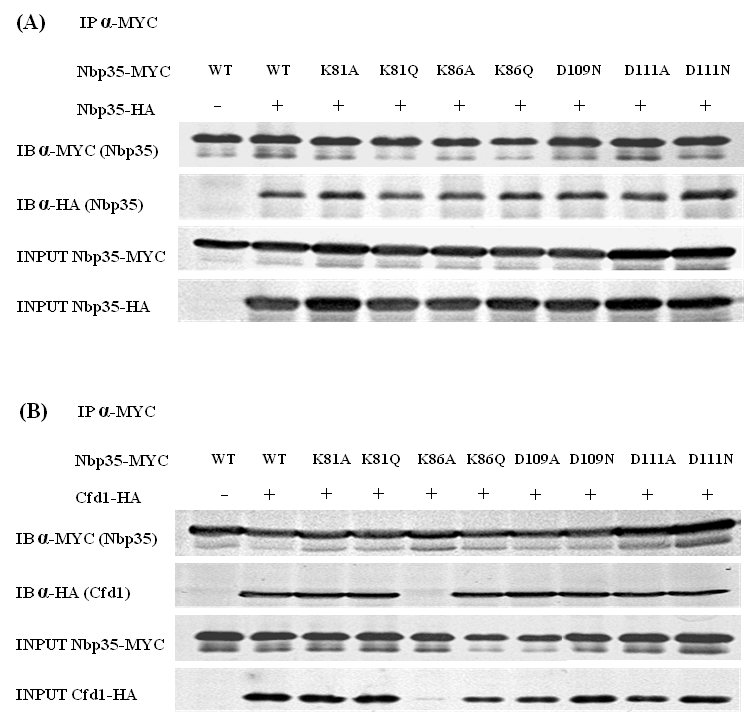 (A) IP α-MYC
Nbp35-MYC WT WT K81A K81Q K86A K86Q D109N D111A D111N
Nbp35-HA - + + + + + + + +
IB α-MYC (Nbp35)
IB α-HA (Nbp35)
INPUT Nbp35-MYC
INPUT Nbp35-HA
(B) IP α-MYC
Nbp35-MYC WT WT K81A K81Q K86A K86Q D109A D109N D111A D111N
Cfd1-HA - + + + + + + + + +
IB α-MYC (Nbp35)
IB α-HA (Cfd1)
INPUT Nbp35-MYC
INPUT Cfd1-HA